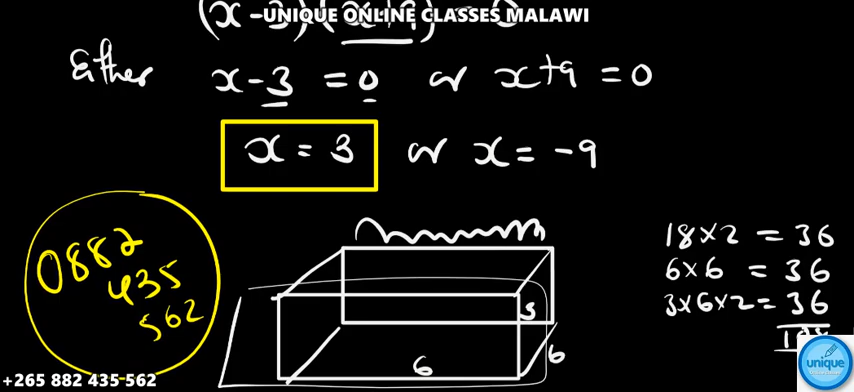 UNIQUE ONLINE CLASSES MALAWI
Either x - 3 = 0 or x + 9 = 0
x = 3 or x = -9
18 × 2 = 36
6 × 6 = 36
3 × 6 × 2 = 36
0882
435
562
3
6
6
+265 882 435 562
unique